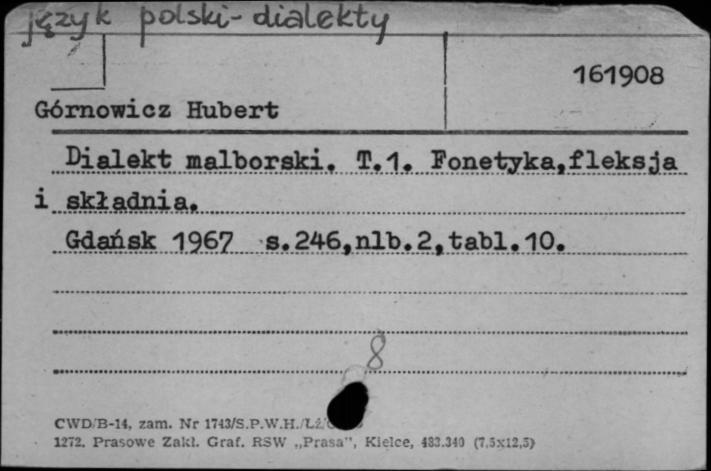 język polski - dialekty
161908
Górnowicz Hubert
Dialekt malborski. T.1. Fonetyka,fleksja
i składnia.
Gdańsk 1967 s.246,nlb.2,tabl.10.
8
CWD/B-14, zam. Nr 1743/S.P.W.H./Łź/
1272. Prasowe Zakł. Graf. RSW „Prasa", Kielce, 483.340 (7,5x12,5)